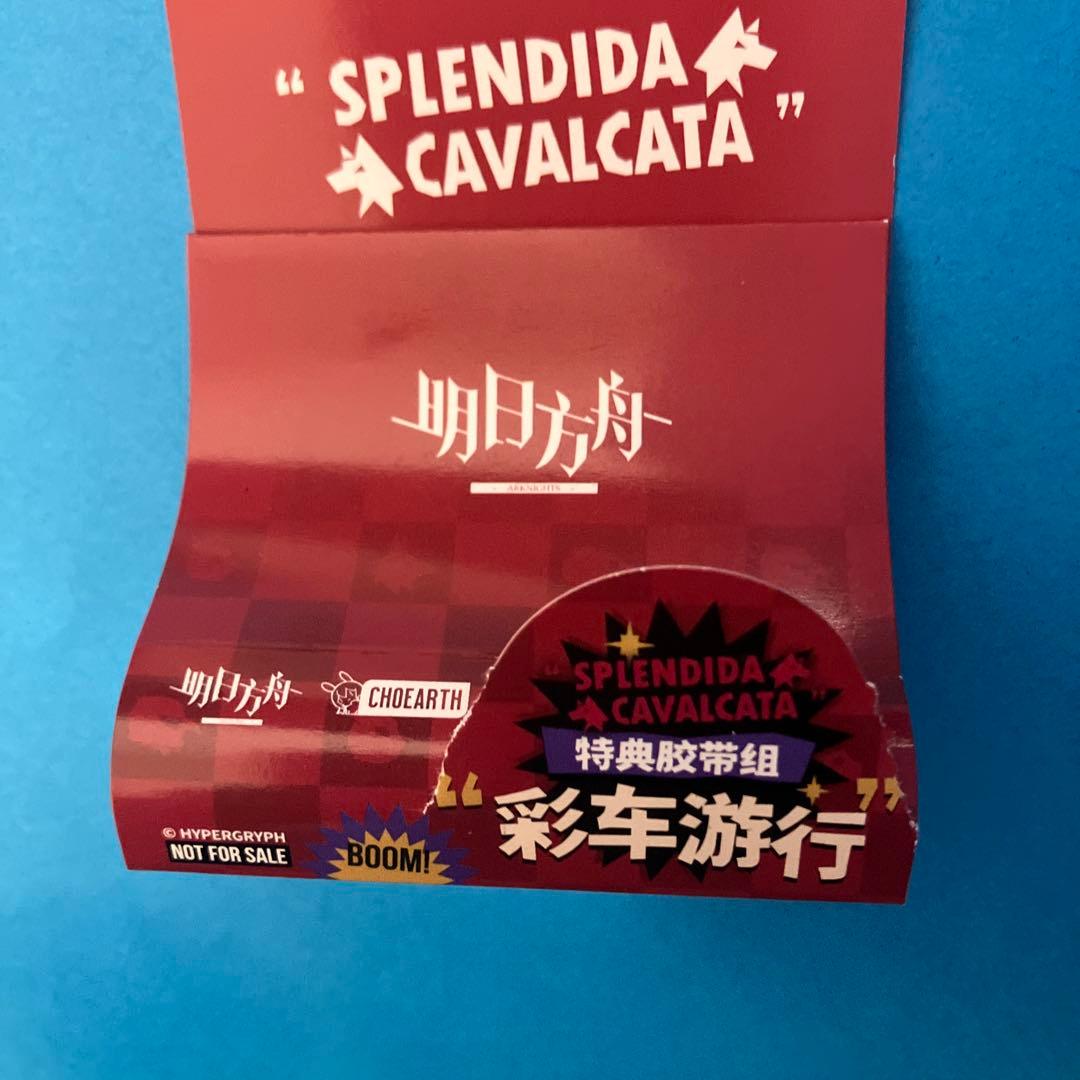 “ SPLENDIDA
CAVALCATA ”
明日方舟
ARKNIGHTS
明日方舟
CHOEARTH
“ SPLENDIDA
CAVALCATA ”
特典胶带组
“彩车游行”
© HYPERGRYPH
NOT FOR SALE
BOOM!